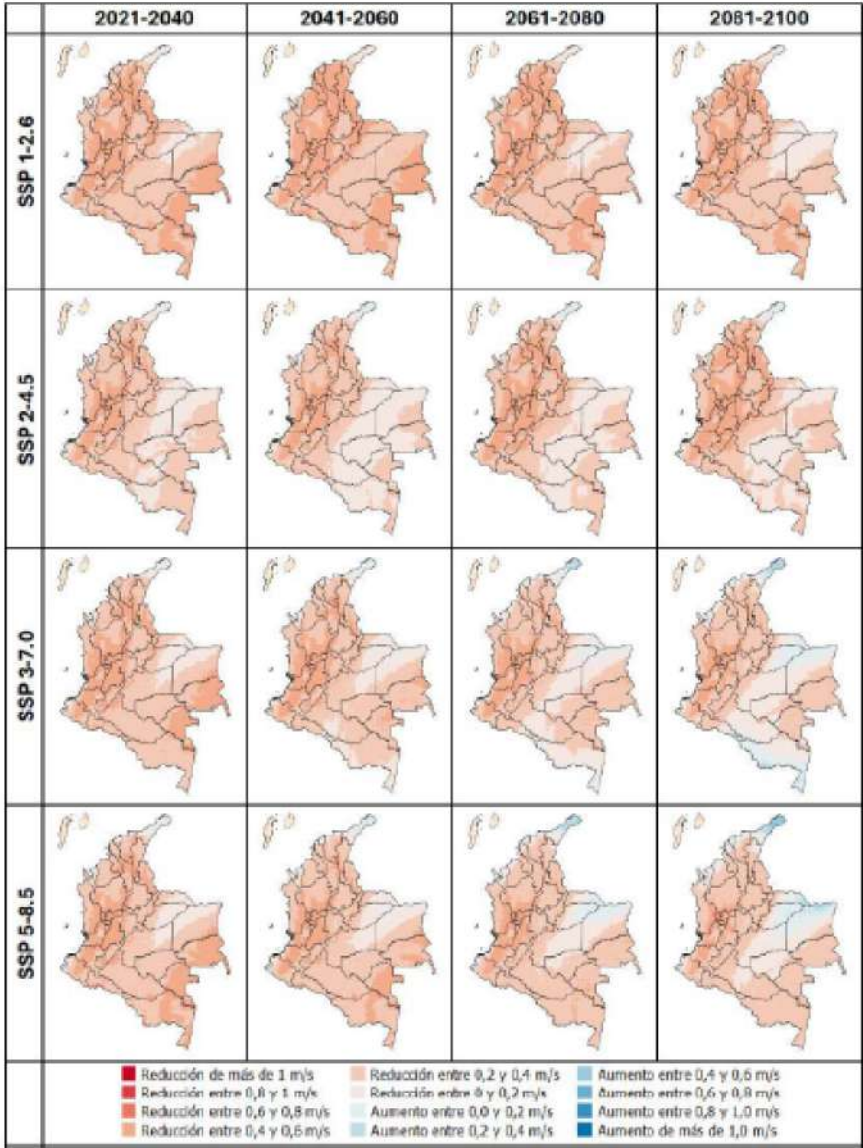 2021-2040 2041-2060 2061-2080 2081-2100
SSP 1-2.6
SSP 2-4.5
SSP 3-7.0
SSP 5-8.5
Reducción de más de 1 m/s Reducción entre 0,2 y 0,4 m/s Aumento entre 0,4 y 0,6 m/s
Reducción entre 0,8 y 1 m/s Reducción entre 0 y 0,2 m/s Aumento entre 0,6 y 0,8 m/s
Reducción entre 0,6 y 0,8 m/s Aumento entre 0,0 y 0,2 m/s Aumento entre 0,8 y 1,0 m/s
Reducción entre 0,4 y 0,6 m/s Aumento entre 0,2 y 0,4 m/s Aumento de más de 1,0 m/s